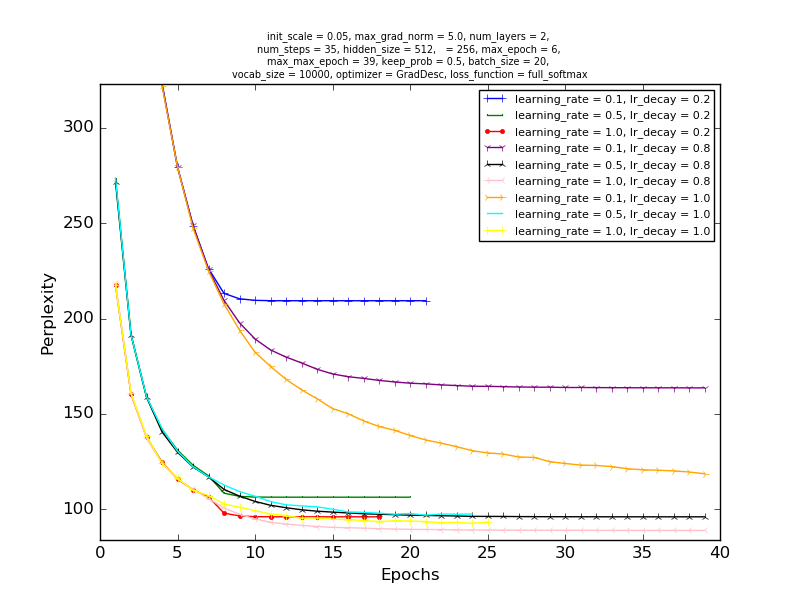 init_scale = 0.05, max_grad_norm = 5.0, num_layers = 2,
num_steps = 35, hidden_size = 512,   = 256, max_epoch = 6,
max_max_epoch = 39, keep_prob = 0.5, batch_size = 20,
vocab_size = 10000, optimizer = GradDesc, loss_function = full_softmax
learning_rate = 0.1, lr_decay = 0.2
learning_rate = 0.5, lr_decay = 0.2
learning_rate = 1.0, lr_decay = 0.2
learning_rate = 0.1, lr_decay = 0.8
learning_rate = 0.5, lr_decay = 0.8
learning_rate = 1.0, lr_decay = 0.8
learning_rate = 0.1, lr_decay = 1.0
learning_rate = 0.5, lr_decay = 1.0
learning_rate = 1.0, lr_decay = 1.0
300
250
200
150
100
Perplexity
0 5 10 15 20 25 30 35 40
Epochs